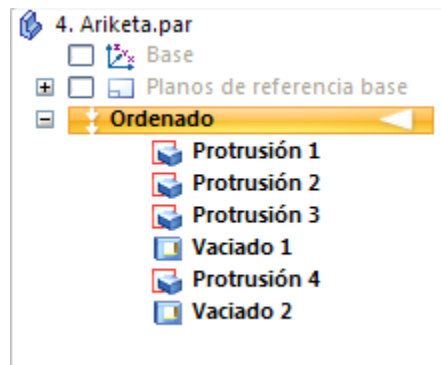 4. Ariketa.par
Base
Planos de referencia base
Ordenado
Protrusión 1
Protrusión 2
Protrusión 3
Vaciado 1
Protrusión 4
Vaciado 2